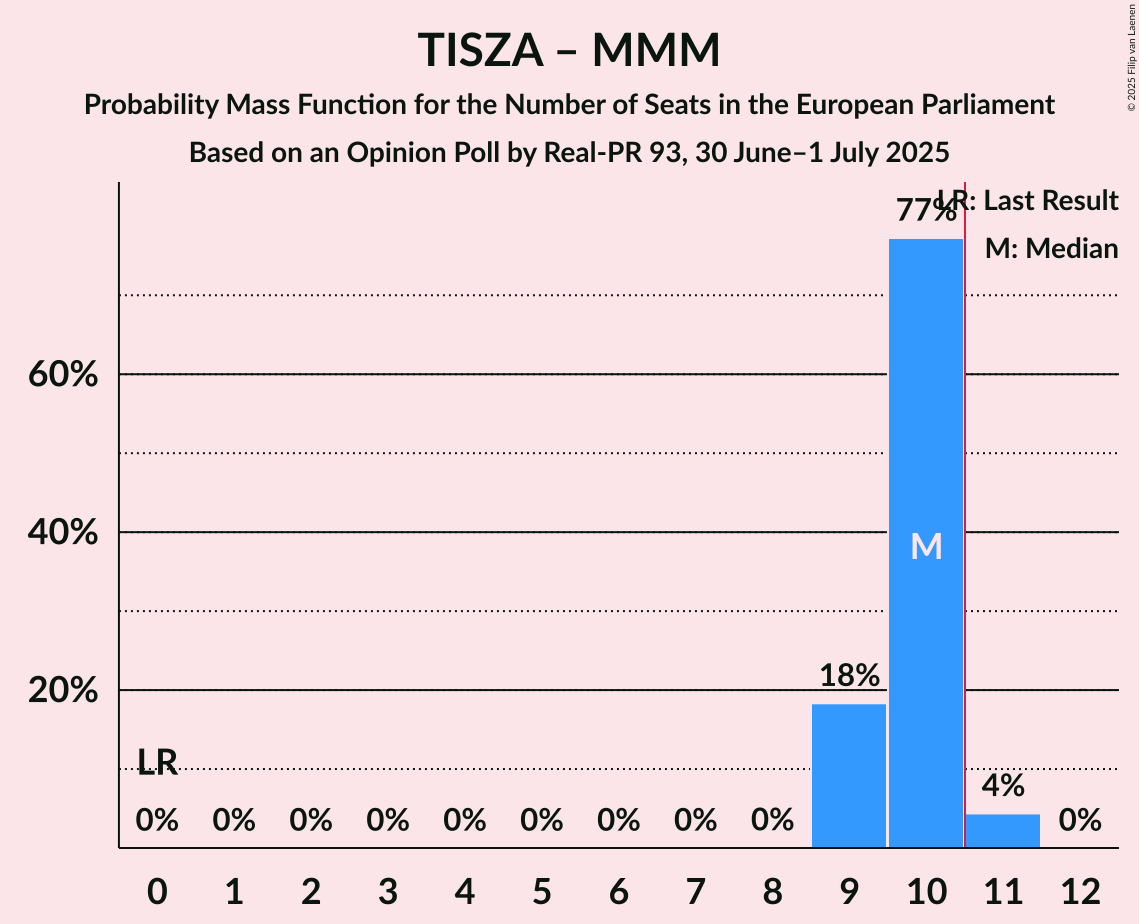 TISZA – MMM
Probability Mass Function for the Number of Seats in the European Parliament
Based on an Opinion Poll by Real-PR 93, 30 June–1 July 2025
© 2025 Filip van Laenen
LR: Last Result
M: Median
77%
60%
40%
M
20%
18%
LR
4%
0% 0% 0% 0% 0% 0% 0% 0% 0% 0%
0 1 2 3 4 5 6 7 8 9 10 11 12